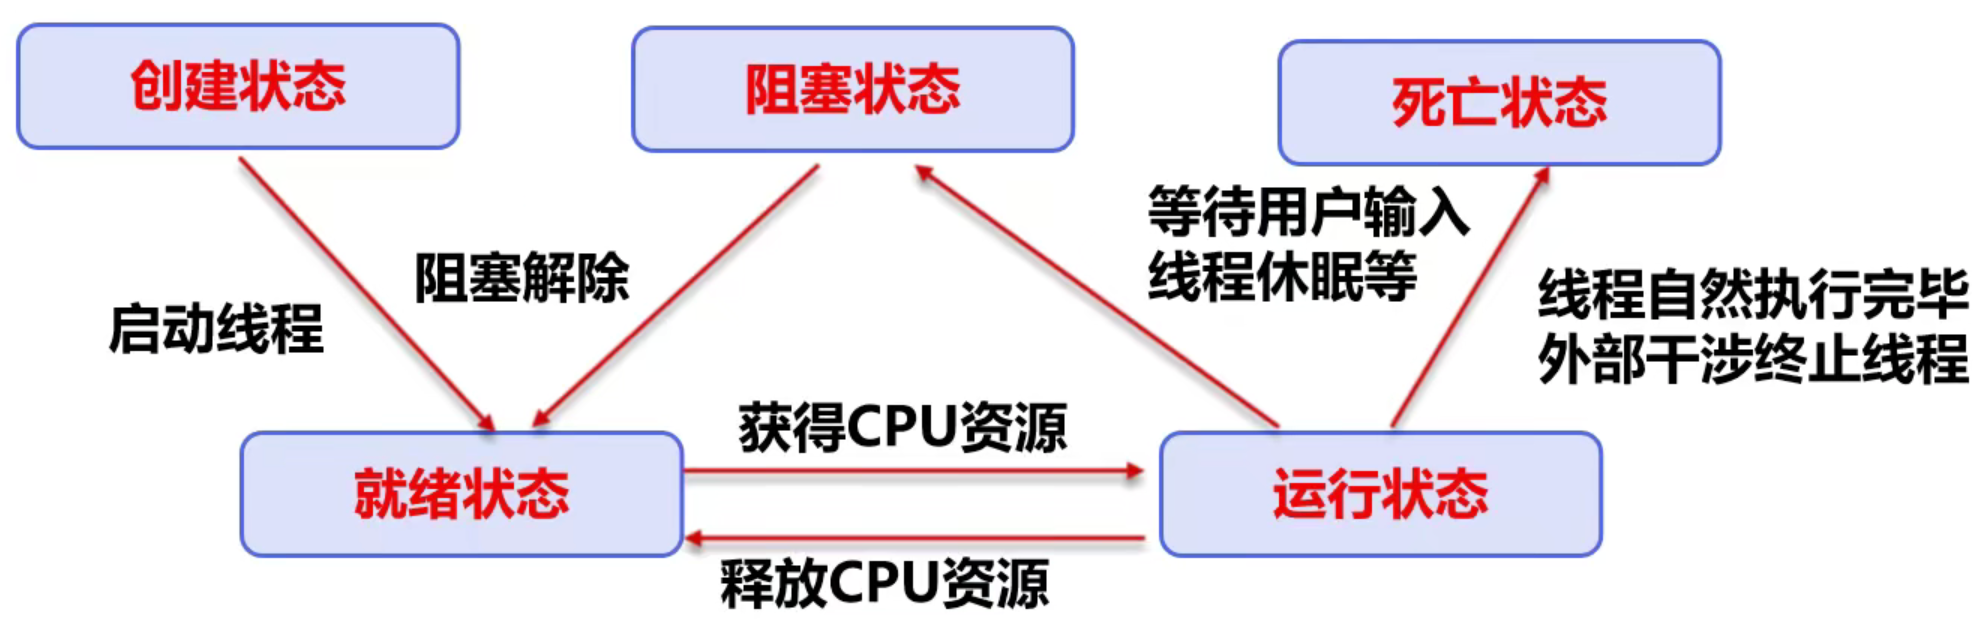 创建状态
阻塞状态
死亡状态
等待用户输入
线程休眠等
阻塞解除
启动线程
线程自然执行完毕
外部干涉终止线程
获得CPU资源
就绪状态
运行状态
释放CPU资源